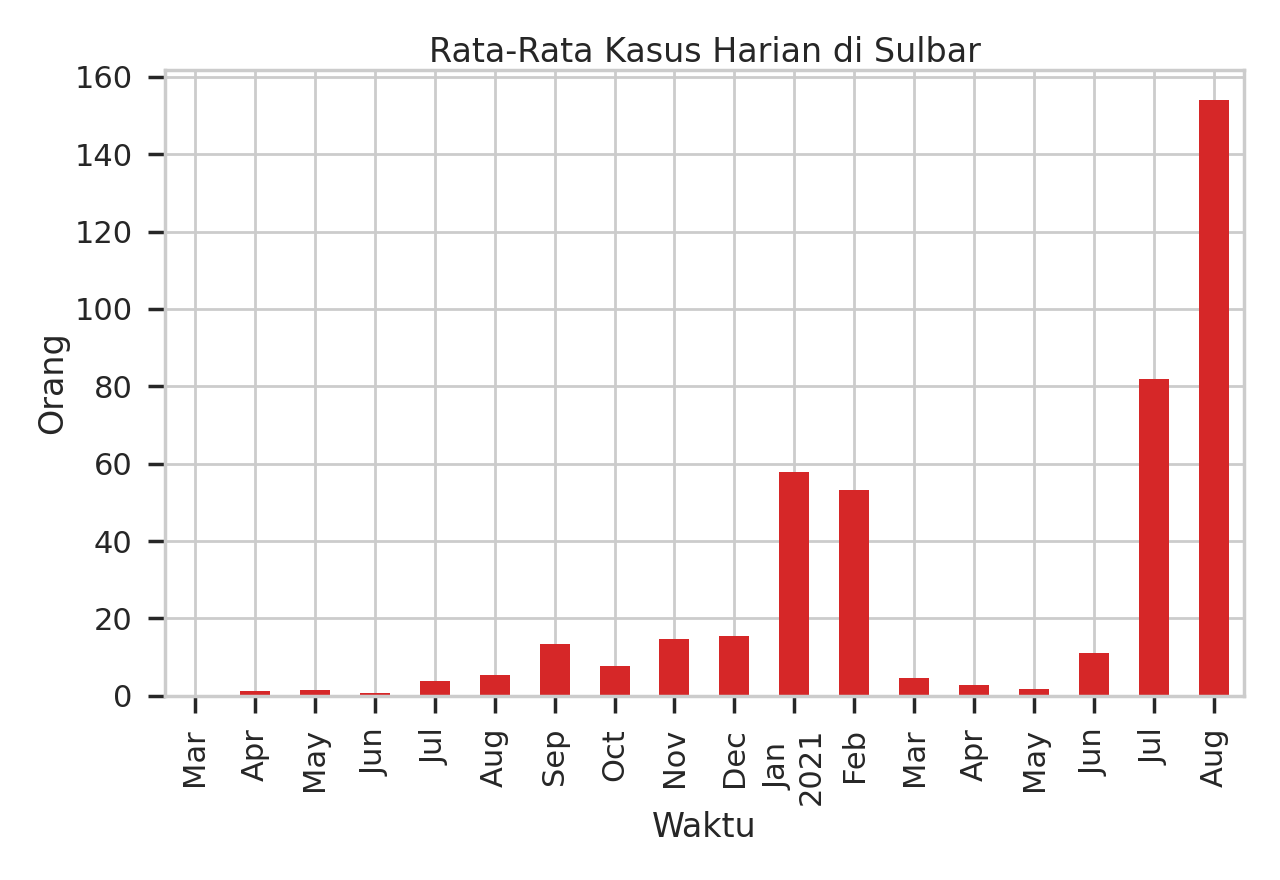 Rata-Rata Kasus Harian di Sulbar
160
140
120
100
80
60
40
20
0
Orang
Mar
Apr
May
Jun
Jul
Aug
Sep
Oct
Nov
Dec
Jan
2021
Feb
Mar
Apr
May
Jun
Jul
Aug
Waktu